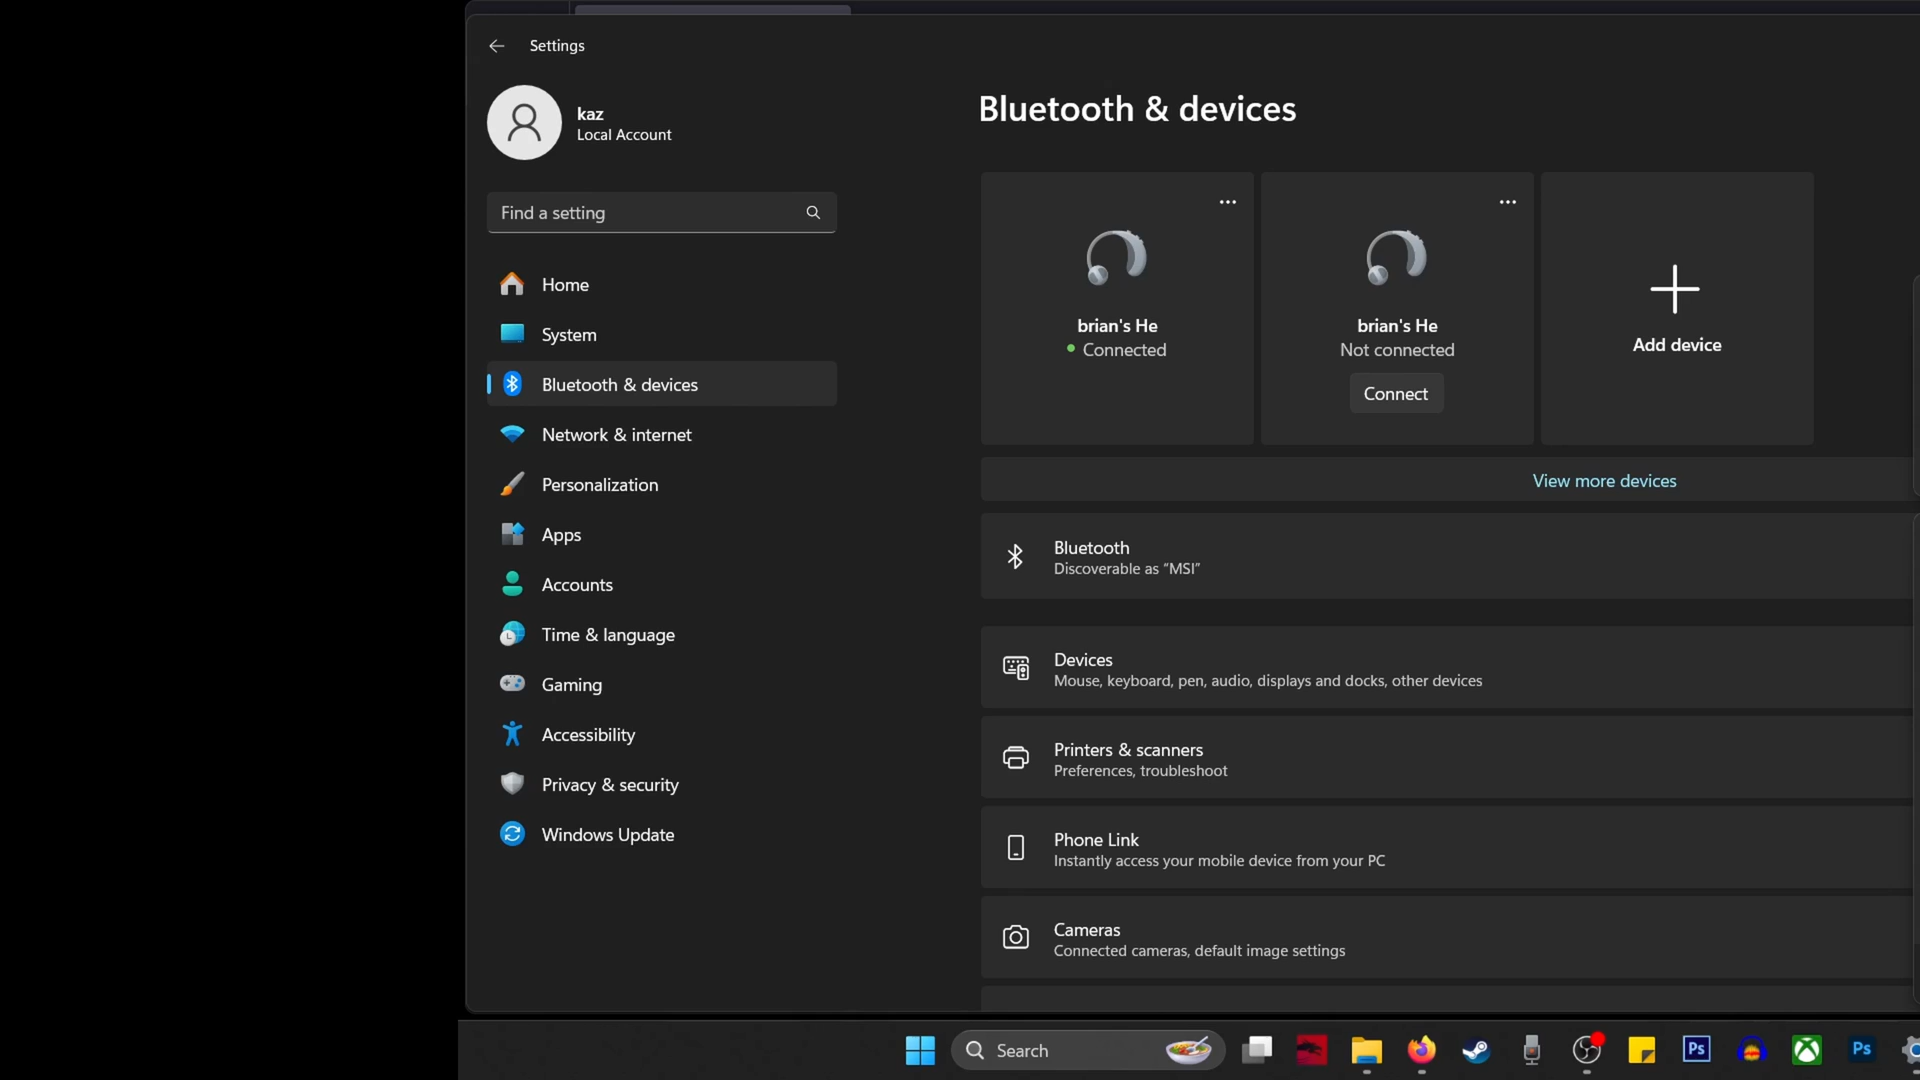 Settings
kaz
Local Account
Find a setting
Home
System
Bluetooth & devices
Network & internet
Personalization
Apps
Accounts
Time & language
Gaming
Accessibility
Privacy & security
Windows Update
Bluetooth & devices
brian's He
Connected
brian's He
Not connected
Connect
Add device
View more devices
Bluetooth
Discoverable as “MSI”
Devices
Mouse, keyboard, pen, audio, displays and docks, other devices
Printers & scanners
Preferences, troubleshoot
Phone Link
Instantly access your mobile device from your PC
Cameras
Connected cameras, default image settings
Search
Ps
Ps